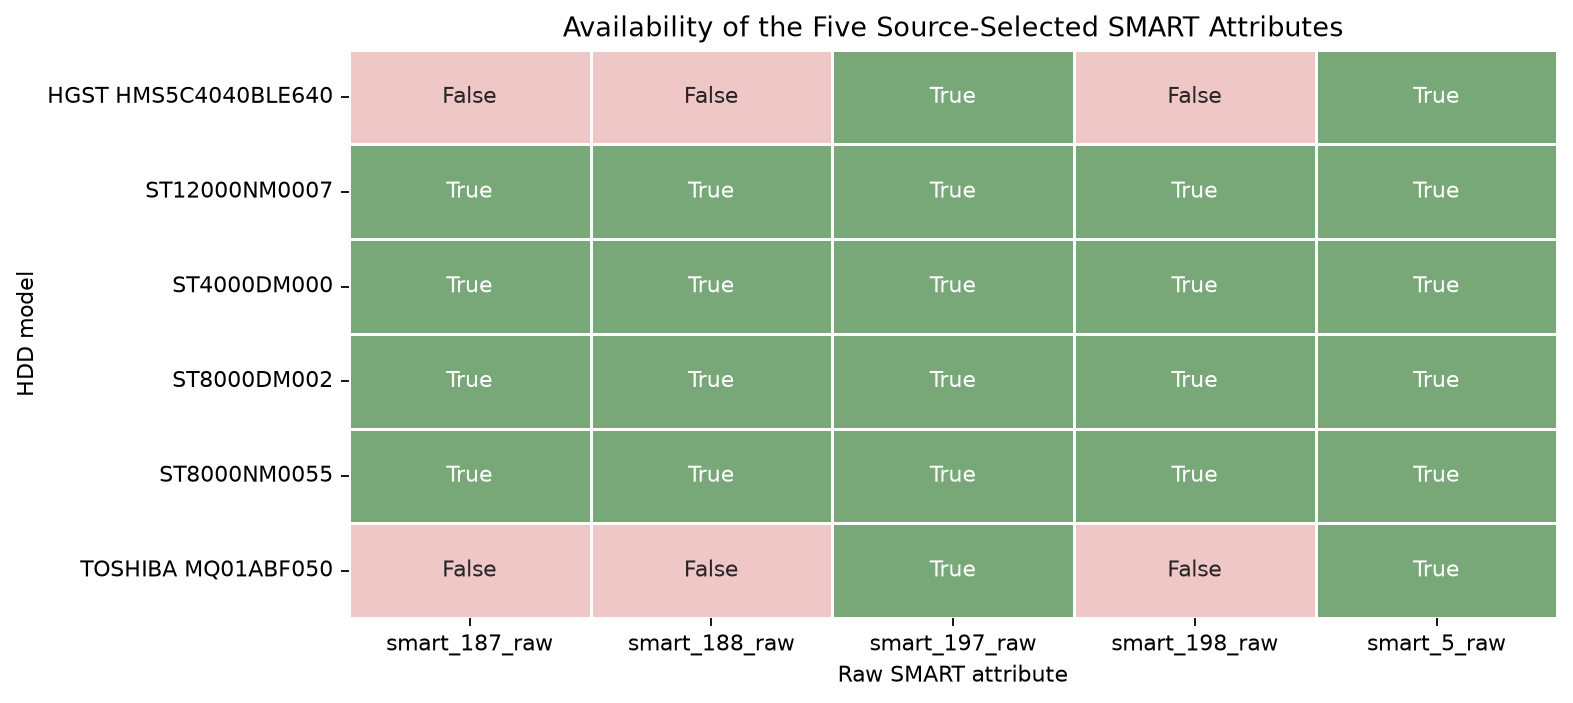 Availability of the Five Source-Selected SMART Attributes
HDD model
HGST HMS5C4040BLE640 False False True False True
ST12000NM0007 True True True True True
ST4000DM000 True True True True True
ST8000DM002 True True True True True
ST8000NM0055 True True True True True
TOSHIBA MQ01ABF050 False False True False True
smart_187_raw smart_188_raw smart_197_raw smart_198_raw smart_5_raw
Raw SMART attribute